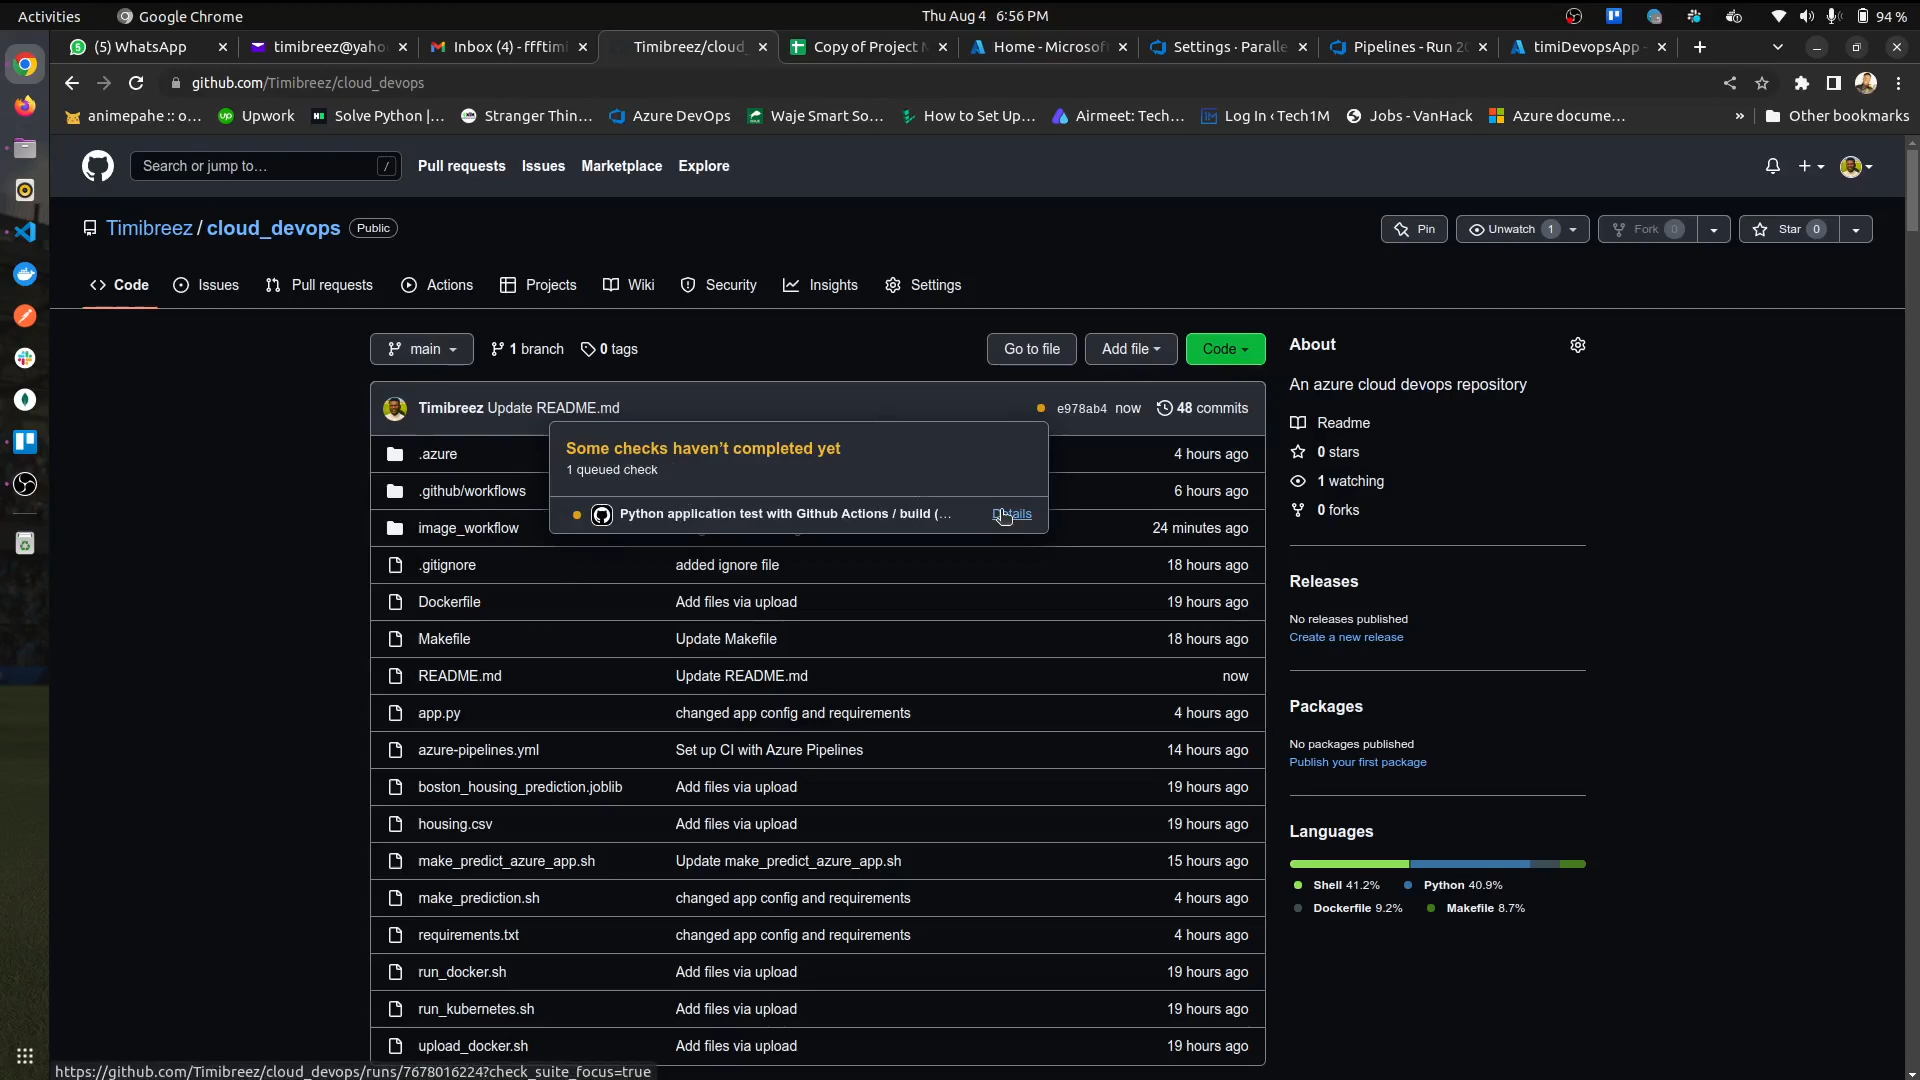 Activities
Google Chrome
Thu Aug 4 6:56 PM
94 %
(5) WhatsApp
timibreez@yaho
Inbox (4) - ffftimi
Timibreez/cloud_
Copy of Project M
Home - Microsof
Settings · Paralle
Pipelines - Run 20
timiDevopsApp -
github.com/Timibreez/cloud_devops
animepahe :: o...
Upwork
Solve Python |...
Stranger Thin...
Azure DevOps
Waje Smart So...
How to Set Up...
Airmeet: Tech...
Log In ‹ Tech1M
Jobs - VanHack
Azure docume...
»
Other bookmarks
Search or jump to...
/
Pull requests
Issues
Marketplace
Explore
Timibreez / cloud_devops
Public
Pin
Unwatch 1
Fork 0
Star 0
Code
Issues
Pull requests
Actions
Projects
Wiki
Security
Insights
Settings
main
1 branch
0 tags
Go to file
Add file
Code
About
An azure cloud devops repository
Readme
0 stars
1 watching
0 forks
Releases
No releases published
Create a new release
Packages
No packages published
Publish your first package
Languages
Shell 41.2%
Python 40.9%
Dockerfile 9.2%
Makefile 8.7%
Timibreez Update README.md
e978ab4 now
48 commits
Some checks haven't completed yet
1 queued check
Python application test with Github Actions / build (...
.azure
4 hours ago
.github/workflows
6 hours ago
image_workflow
24 minutes ago
.gitignore
added ignore file
18 hours ago
Dockerfile
Add files via upload
19 hours ago
Makefile
Update Makefile
18 hours ago
README.md
Update README.md
now
app.py
changed app config and requirements
4 hours ago
azure-pipelines.yml
Set up CI with Azure Pipelines
14 hours ago
boston_housing_prediction.joblib
Add files via upload
19 hours ago
housing.csv
Add files via upload
19 hours ago
make_predict_azure_app.sh
Update make_predict_azure_app.sh
15 hours ago
make_prediction.sh
changed app config and requirements
4 hours ago
requirements.txt
changed app config and requirements
4 hours ago
run_docker.sh
Add files via upload
19 hours ago
run_kubernetes.sh
Add files via upload
19 hours ago
upload_docker.sh
Add files via upload
19 hours ago
https://github.com/Timibreez/cloud_devops/runs/7678016224?check_suite_focus=true